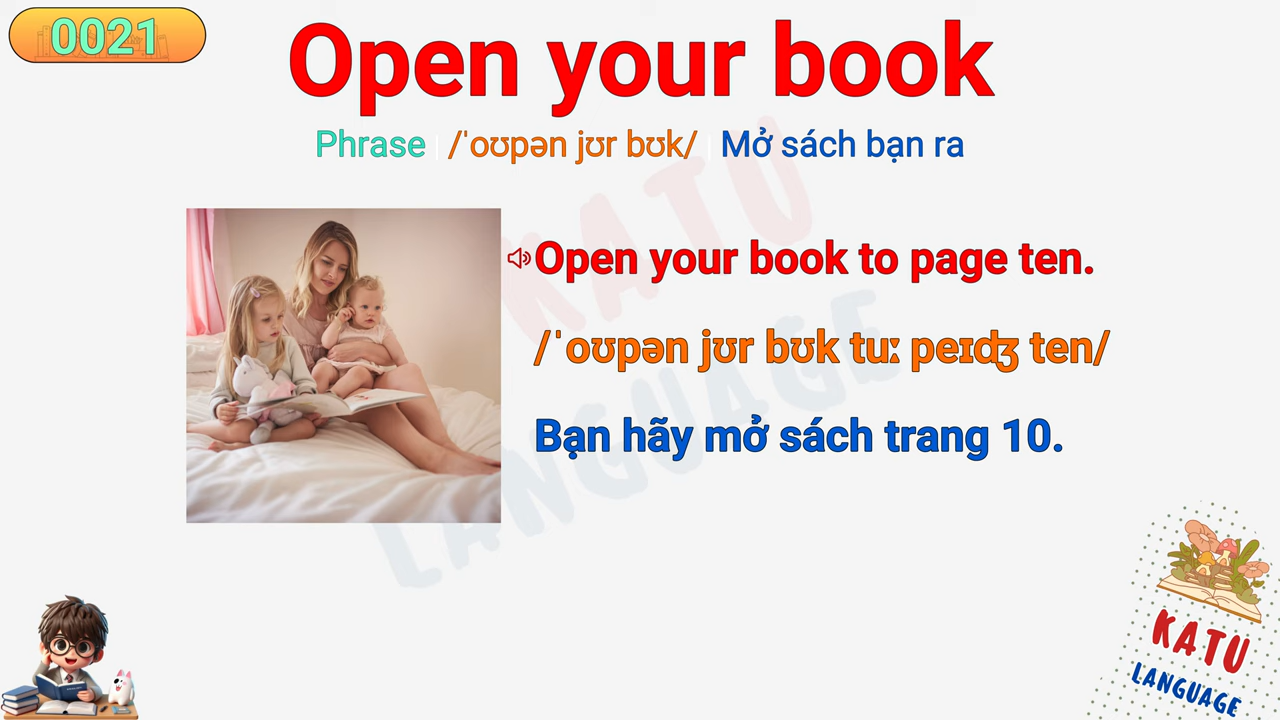 0021
Open your book
Phrase | /ˈoʊpən jʊr bʊk/ | Mở sách bạn ra
Open your book to page ten.
/ˈoʊpən jʊr bʊk tuː peɪʤ ten/
Bạn hãy mở sách trang 10.
KATU
LANGUAGE
KATU
LANGUAGE